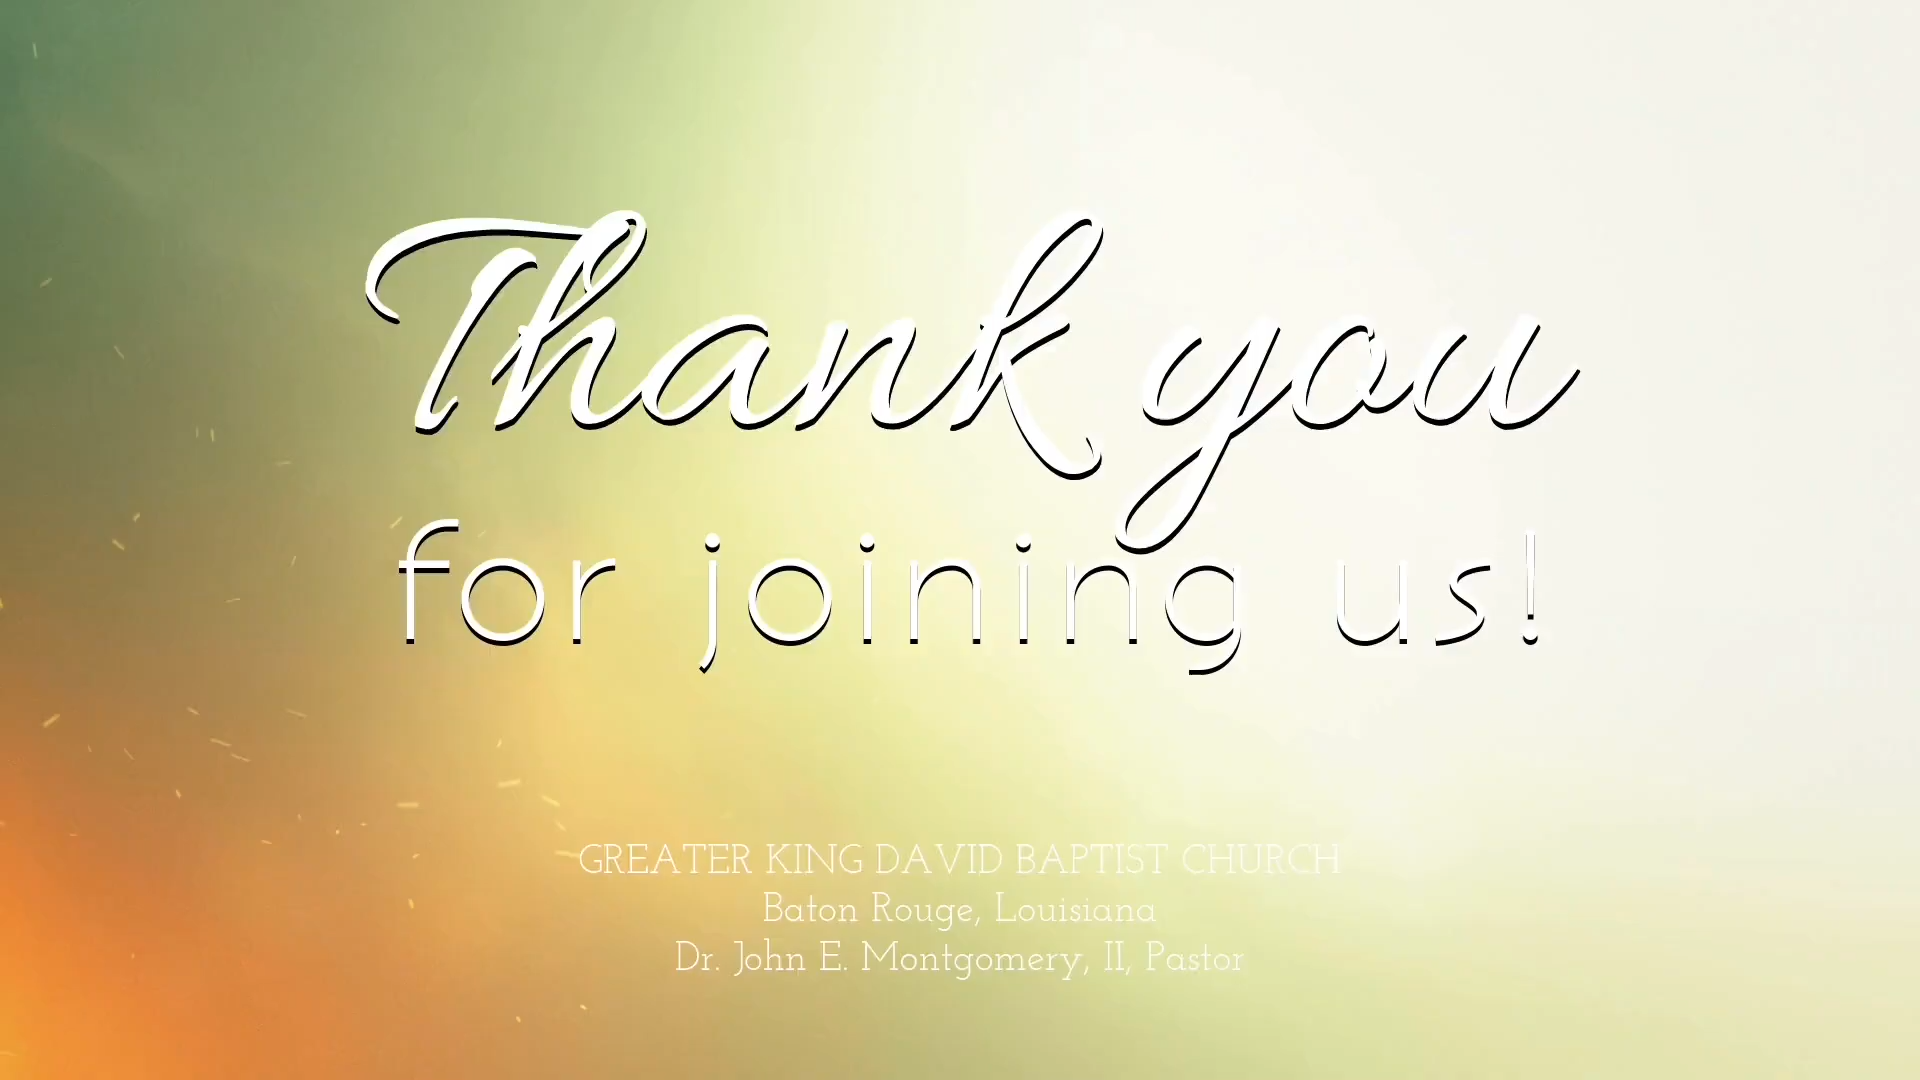 Thank you
for joining us!
GREATER KING DAVID BAPTIST CHURCH
Baton Rouge, Louisiana
Dr. John E. Montgomery, II, Pastor